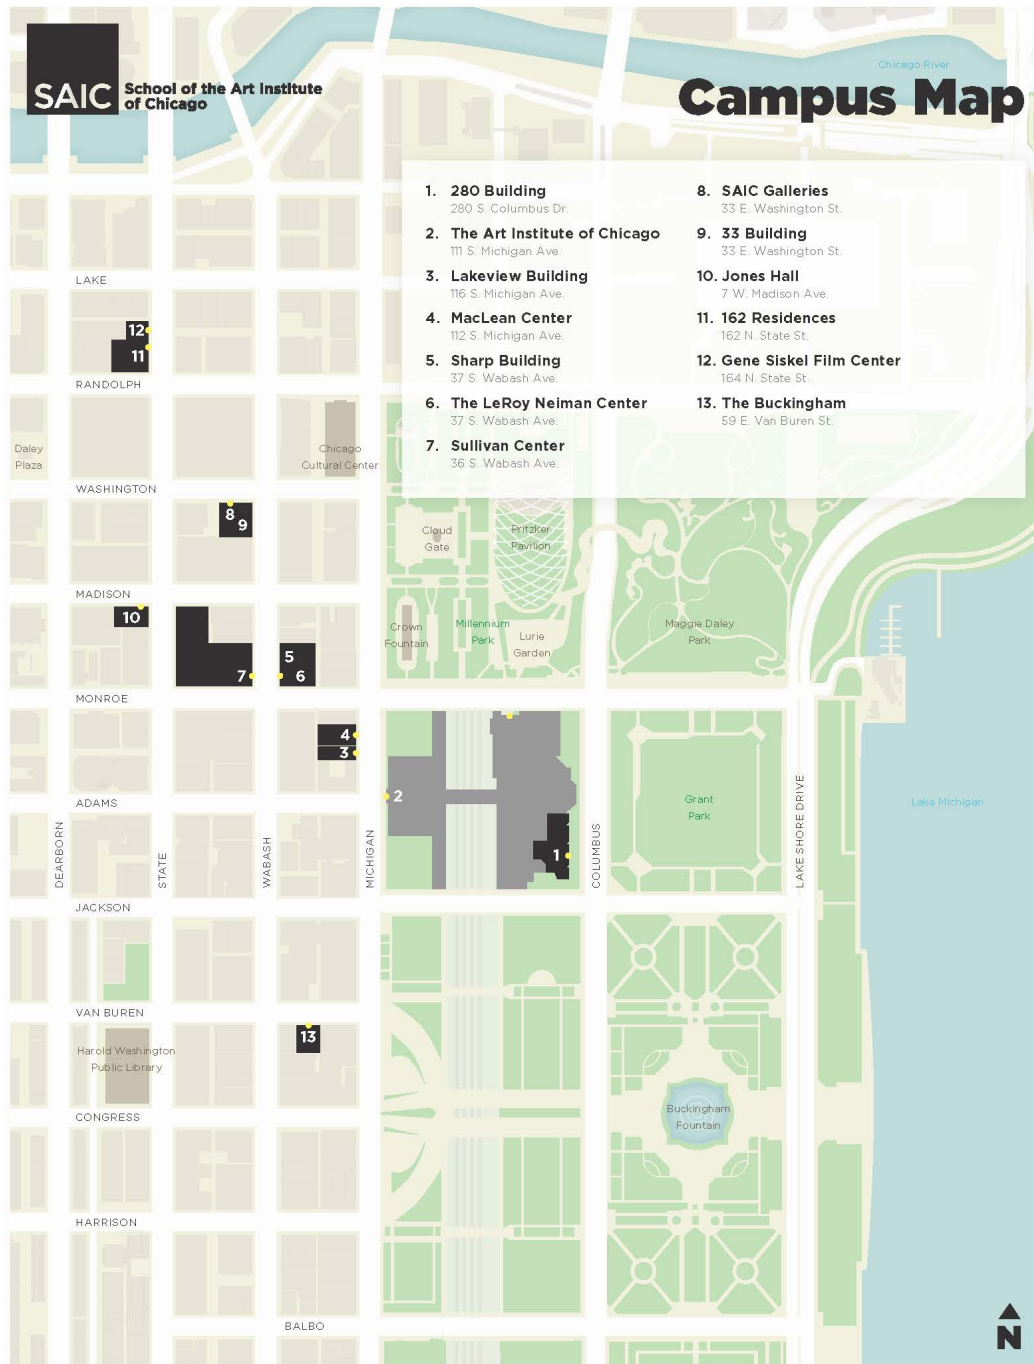 SAIC
School of the Art Institute
of Chicago
Chicago River
Campus Map
1. 280 Building
280 S. Columbus Dr.
2. The Art Institute of Chicago
111 S. Michigan Ave.
3. Lakeview Building
116 S. Michigan Ave.
4. MacLean Center
112 S. Michigan Ave.
5. Sharp Building
37 S. Wabash Ave.
6. The LeRoy Neiman Center
37 S. Wabash Ave.
7. Sullivan Center
36 S. Wabash Ave.
8. SAIC Galleries
33 E. Washington St.
9. 33 Building
33 E. Washington St.
10. Jones Hall
7 W. Madison Ave.
11. 162 Residences
162 N. State St.
12. Gene Siskel Film Center
164 N. State St.
13. The Buckingham
59 E. Van Buren St.
LAKE
12
11
RANDOLPH
Daley
Plaza
Chicago
Cultural Center
WASHINGTON
8
9
Cloud
Gate
Pritzker
Pavilion
MADISON
10
Crown
Fountain
Millennium
Park
Lurie
Garden
Maggie Daley
Park
5
7
6
MONROE
4
3
2
ADAMS
Grant
Park
Lake Michigan
DEARBORN
STATE
WABASH
MICHIGAN
1
COLUMBUS
LAKE SHORE DRIVE
JACKSON
VAN BUREN
13
Harold Washington
Public Library
CONGRESS
Buckingham
Fountain
HARRISON
BALBO
N